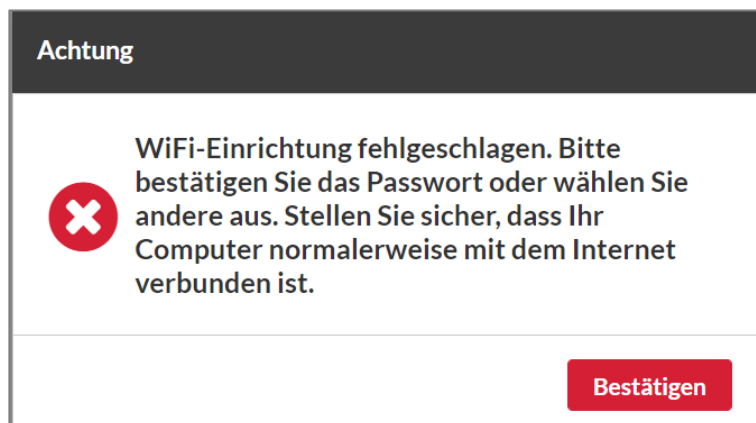 Achtung
WiFi-Einrichtung fehlgeschlagen. Bitte
bestätigen Sie das Passwort oder wählen Sie
andere aus. Stellen Sie sicher, dass Ihr
Computer normalerweise mit dem Internet
verbunden ist.
Bestätigen